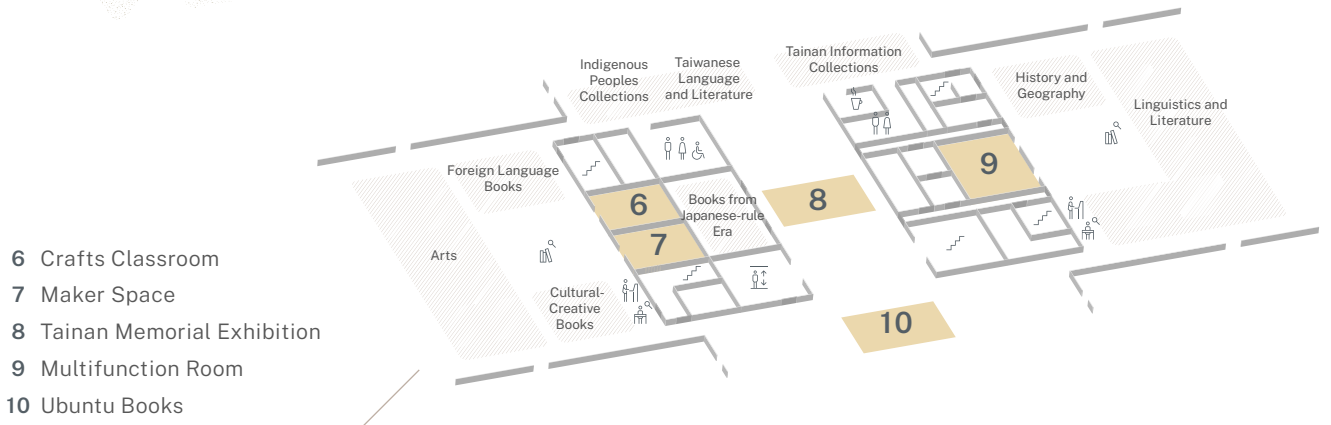 Indigenous
Peoples
Collections
Taiwanese
Language
and Literature
Tainan Information
Collections
History and
Geography
Linguistics and
Literature
Foreign Language
Books
Arts
Cultural-
Creative
Books
Books from
Japanese-rule
Era
6
7
8
9
10
6 Crafts Classroom
7 Maker Space
8 Tainan Memorial Exhibition
9 Multifunction Room
10 Ubuntu Books